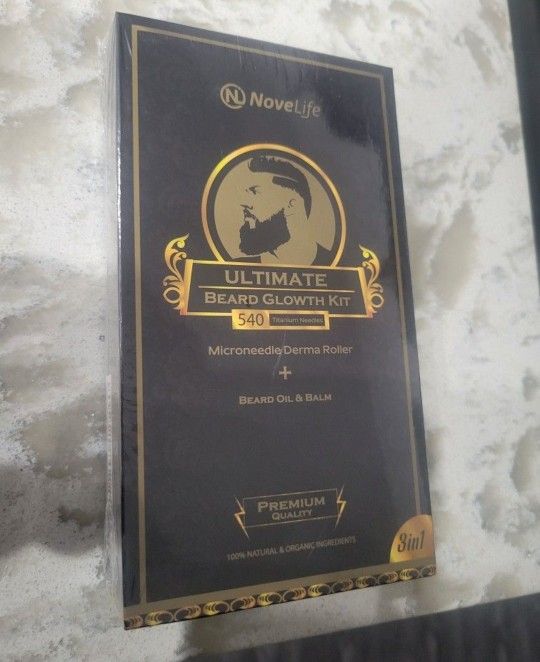 NL NoveLife
ULTIMATE
BEARD GLOWTH KIT
540 Titanium Needles
Microneedle Derma Roller
+
BEARD OIL & BALM
PREMIUM
QUALITY
100% NATURAL & ORGANIC INGREDIENTS
3in1